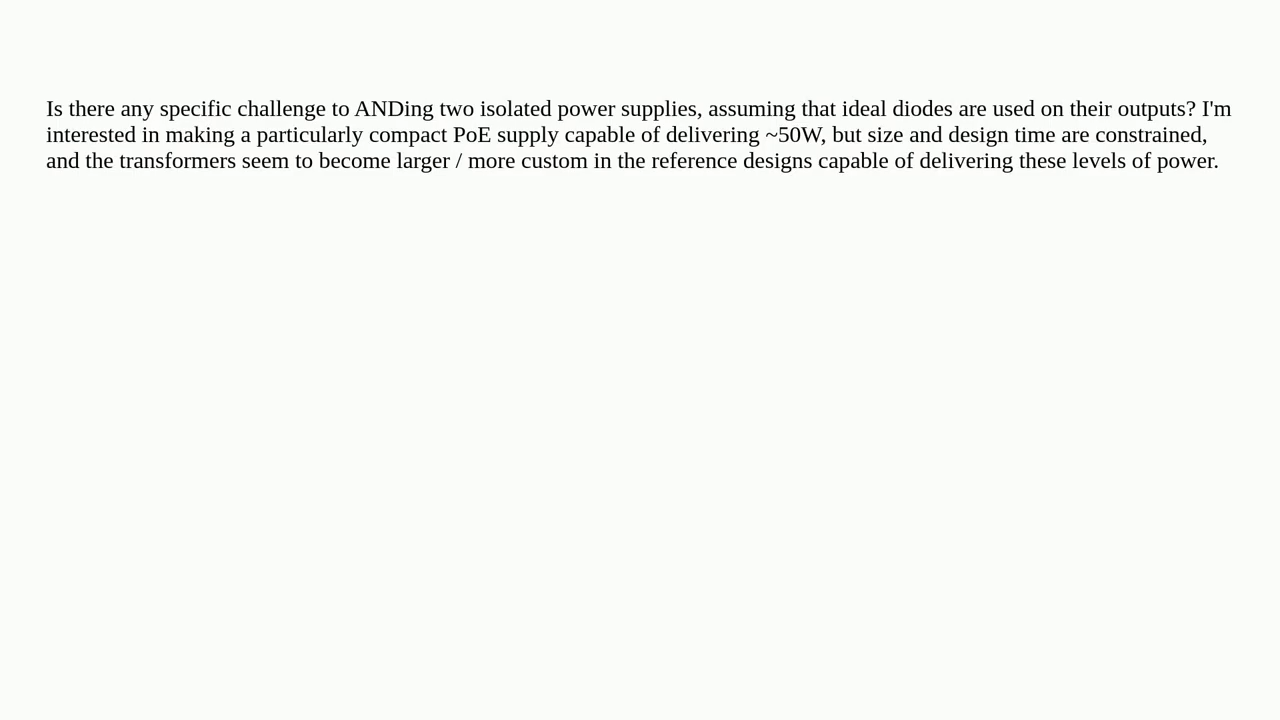 Is there any specific challenge to ANDing two isolated power supplies, assuming that ideal diodes are used on their outputs? I'm
interested in making a particularly compact PoE supply capable of delivering ~50W, but size and design time are constrained,
and the transformers seem to become larger / more custom in the reference designs capable of delivering these levels of power.